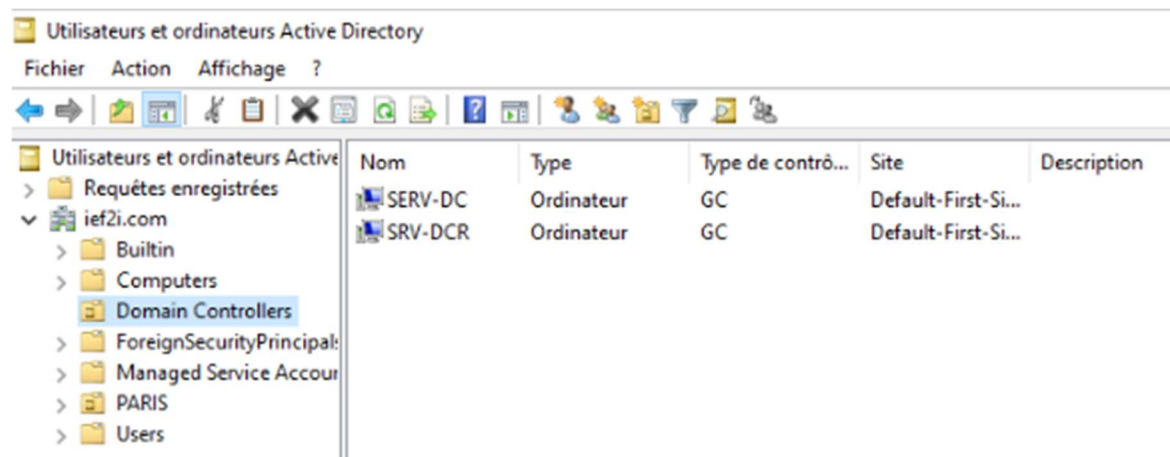 Utilisateurs et ordinateurs Active Directory
Fichier Action Affichage ?
Utilisateurs et ordinateurs Active
Requêtes enregistrées
ief2i.com
Builtin
Computers
Domain Controllers
ForeignSecurityPrincipals
Managed Service Accour
PARIS
Users
Nom Type Type de contrô... Site Description
SERV-DC Ordinateur GC Default-First-Si...
SRV-DCR Ordinateur GC Default-First-Si...